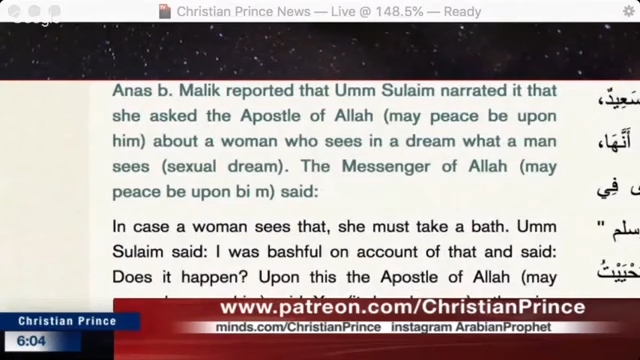 Christian Prince News — Live @ 148.5% — Ready
Google
Anas b. Malik reported that Umm Sulaim narrated it that
she asked the Apostle of Allah (may peace be upon
him) about a woman who sees in a dream what a man
sees (sexual dream). The Messenger of Allah (may
peace be upon bi m) said:
In case a woman sees that, she must take a bath. Umm
Sulaim said: I was bashful on account of that and said:
Does it happen? Upon this the Apostle of Allah (may
سَعِيدٌ،
أَنَّهَا،
ى فِي
سلم "
تَحْيَيْتُ
www.patreon.com/ChristianPrince
minds.com/ChristianPrince instagram ArabianProphet
Christian Prince
6:04